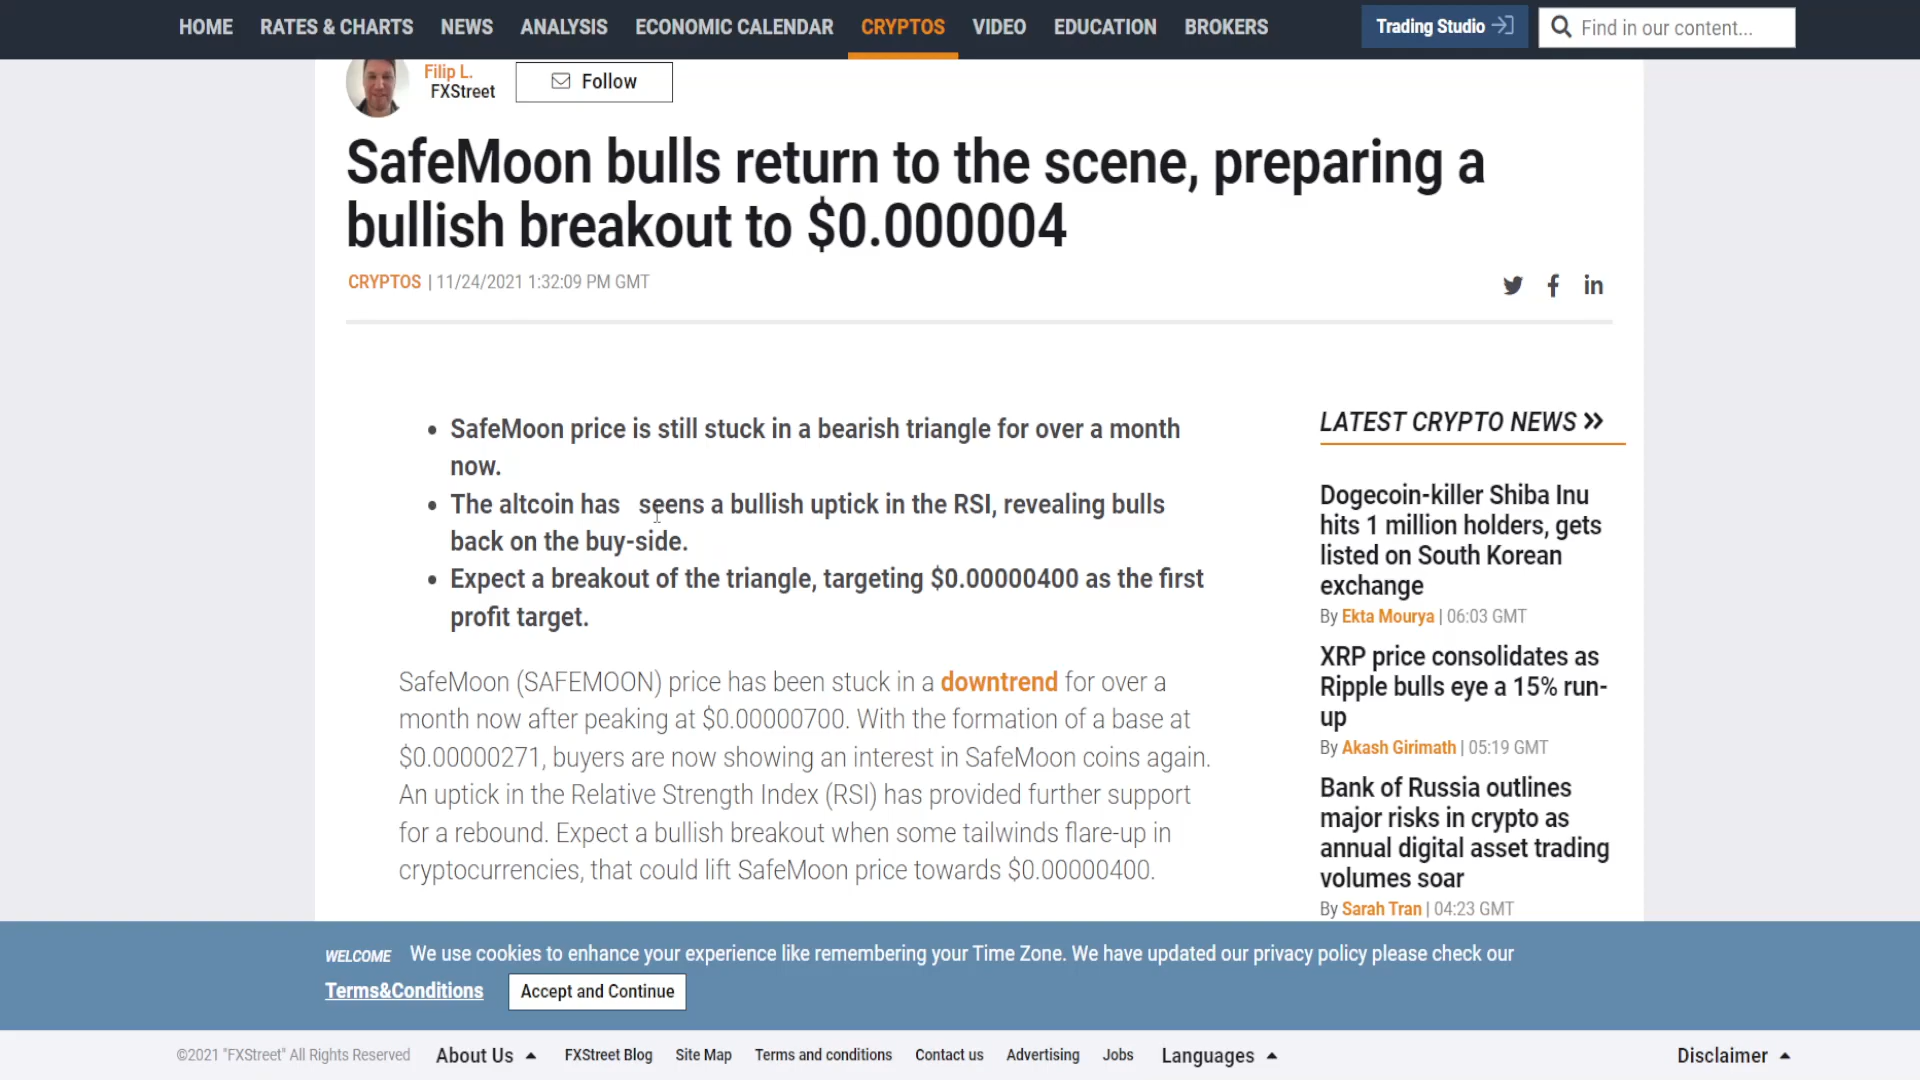 HOME RATES & CHARTS NEWS ANALYSIS ECONOMIC CALENDAR CRYPTOS VIDEO EDUCATION BROKERS Trading Studio Find in our content...
Filip L.
FXStreet
Follow
SafeMoon bulls return to the scene, preparing a
bullish breakout to $0.000004
CRYPTOS | 11/24/2021 1:32:09 PM GMT
• SafeMoon price is still stuck in a bearish triangle for over a month
now.
• The altcoin has seens a bullish uptick in the RSI, revealing bulls
back on the buy-side.
• Expect a breakout of the triangle, targeting $0.00000400 as the first
profit target.
SafeMoon (SAFEMOON) price has been stuck in a downtrend for over a
month now after peaking at $0.00000700. With the formation of a base at
$0.00000271, buyers are now showing an interest in SafeMoon coins again.
An uptick in the Relative Strength Index (RSI) has provided further support
for a rebound. Expect a bullish breakout when some tailwinds flare-up in
cryptocurrencies, that could lift SafeMoon price towards $0.00000400.
LATEST CRYPTO NEWS
Dogecoin-killer Shiba Inu
hits 1 million holders, gets
listed on South Korean
exchange
By Ekta Mourya | 06:03 GMT
XRP price consolidates as
Ripple bulls eye a 15% run-
up
By Akash Girimath | 05:19 GMT
Bank of Russia outlines
major risks in crypto as
annual digital asset trading
volumes soar
By Sarah Tran | 04:23 GMT
WELCOME We use cookies to enhance your experience like remembering your Time Zone. We have updated our privacy policy please check our
Terms&Conditions Accept and Continue
©2021 "FXStreet" All Rights Reserved About Us FXStreet Blog Site Map Terms and conditions Contact us Advertising Jobs Languages Disclaimer